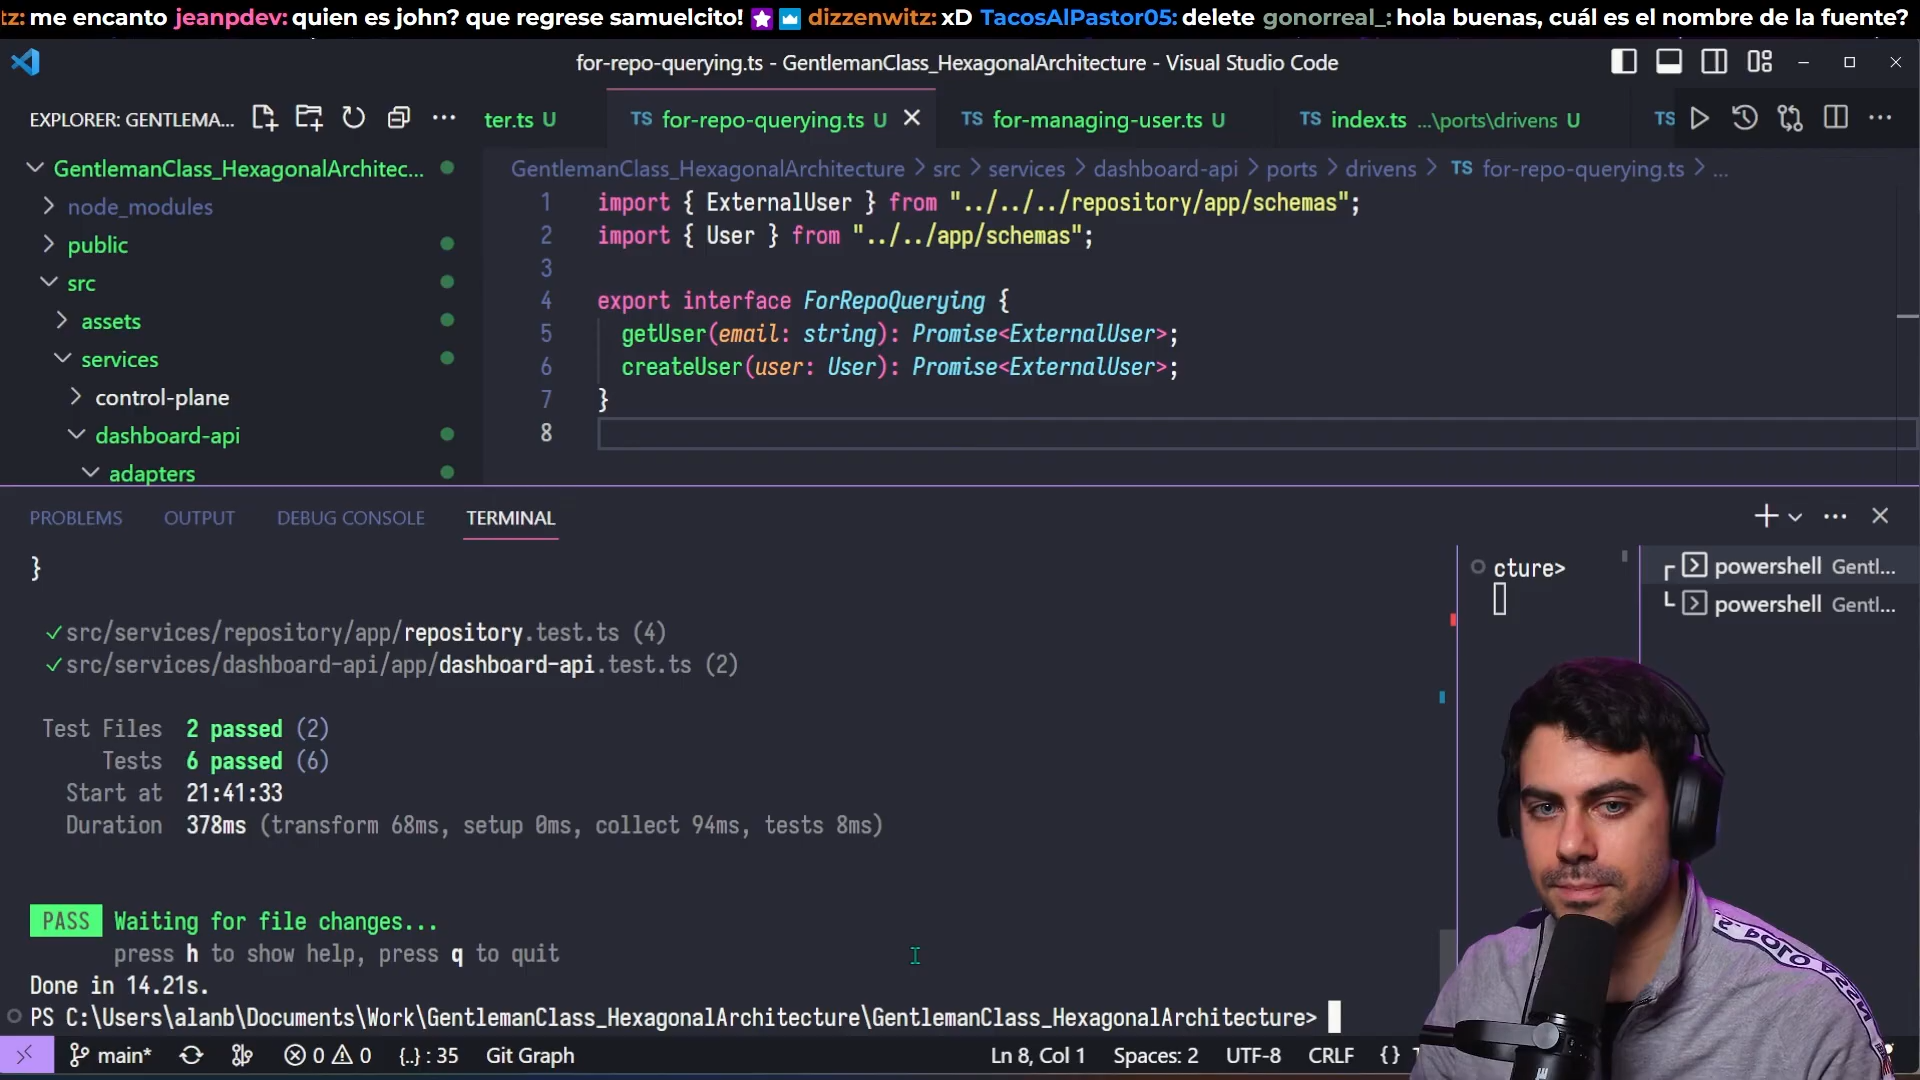 tz: me encanto jeanpdev: quien es john? que regrese samuelcito! dizzenwitz: xD TacosAlPastor05: delete gonorreal_: hola buenas, cuál es el nombre de la fuente?
for-repo-querying.ts - GentlemanClass_HexagonalArchitecture - Visual Studio Code
EXPLORER: GENTLEMA...
ter.ts U
TS for-repo-querying.ts U
TS for-managing-user.ts U
TS index.ts ...\ports\drivens U
TS
GentlemanClass_HexagonalArchitec...
node_modules
public
src
assets
services
control-plane
dashboard-api
adapters
GentlemanClass_HexagonalArchitecture > src > services > dashboard-api > ports > drivens > TS for-repo-querying.ts > ...
1 import { ExternalUser } from "../../../repository/app/schemas";
2 import { User } from "../../app/schemas";
3
4 export interface ForRepoQuerying {
5 getUser(email: string): Promise<ExternalUser>;
6 createUser(user: User): Promise<ExternalUser>;
7 }
8
PROBLEMS OUTPUT DEBUG CONSOLE TERMINAL
}
✓ src/services/repository/app/repository.test.ts (4)
✓ src/services/dashboard-api/app/dashboard-api.test.ts (2)
Test Files 2 passed (2)
Tests 6 passed (6)
Start at 21:41:33
Duration 378ms (transform 68ms, setup 0ms, collect 94ms, tests 8ms)
PASS Waiting for file changes...
press h to show help, press q to quit
Done in 14.21s.
PS C:\Users\alanb\Documents\Work\GentlemanClass_HexagonalArchitecture\GentlemanClass_HexagonalArchitecture>
cture>
powershell Gentl...
powershell Gentl...
main* 0 0 {..} : 35 Git Graph
Ln 8, Col 1 Spaces: 2 UTF-8 CRLF { }